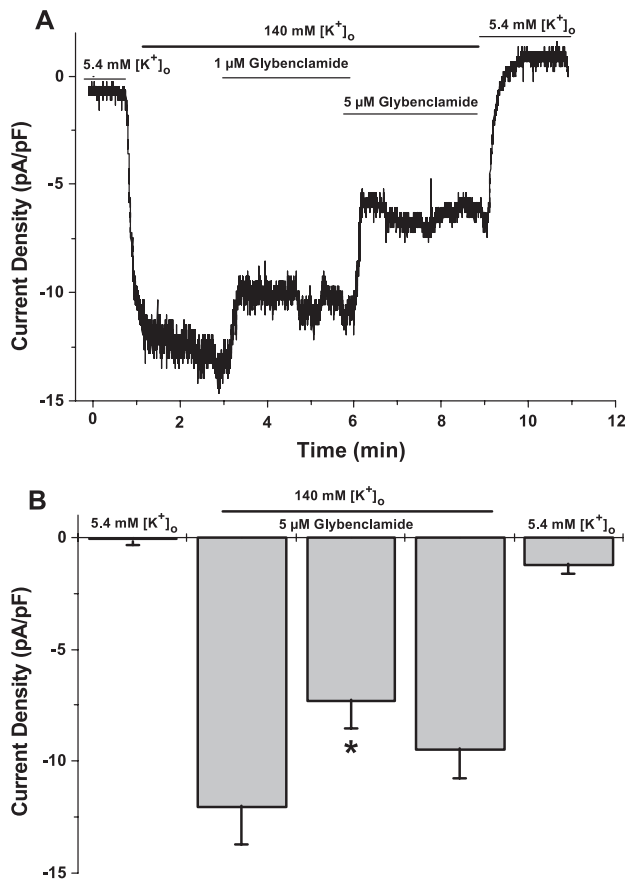 A
140 mM [K+]o
5.4 mM [K+]o
5.4 mM [K+]o
1 µM Glybenclamide
5 µM Glybenclamide
0
-5
-10
-15
Current Density (pA/pF)
0 2 4 6 8 10 12
Time (min)
B
140 mM [K+]o
5.4 mM [K+]o
5 µM Glybenclamide
5.4 mM [K+]o
0
-5
-10
-15
Current Density (pA/pF)
*